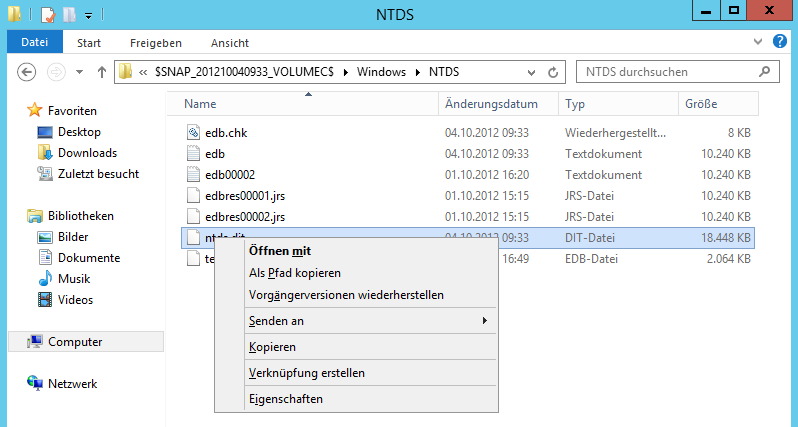 NTDS
Datei Start Freigeben Ansicht
« $SNAP_201210040933_VOLUMEC$ Windows NTDS NTDS durchsuchen
Favoriten
Desktop
Downloads
Zuletzt besucht
Bibliotheken
Bilder
Dokumente
Musik
Videos
Computer
Netzwerk
Name Änderungsdatum Typ Größe
edb.chk 04.10.2012 09:33 Wiederhergestellt... 8 KB
edb 04.10.2012 09:33 Textdokument 10.240 KB
edb00002 01.10.2012 16:20 Textdokument 10.240 KB
edbres00001.jrs 01.10.2012 15:15 JRS-Datei 10.240 KB
edbres00002.jrs 01.10.2012 15:15 JRS-Datei 10.240 KB
ntds.dit 04.10.2012 09:33 DIT-Datei 18.448 KB
te 16:49 EDB-Datei 2.064 KB
Öffnen mit
Als Pfad kopieren
Vorgängerversionen wiederherstellen
Senden an
Kopieren
Verknüpfung erstellen
Eigenschaften